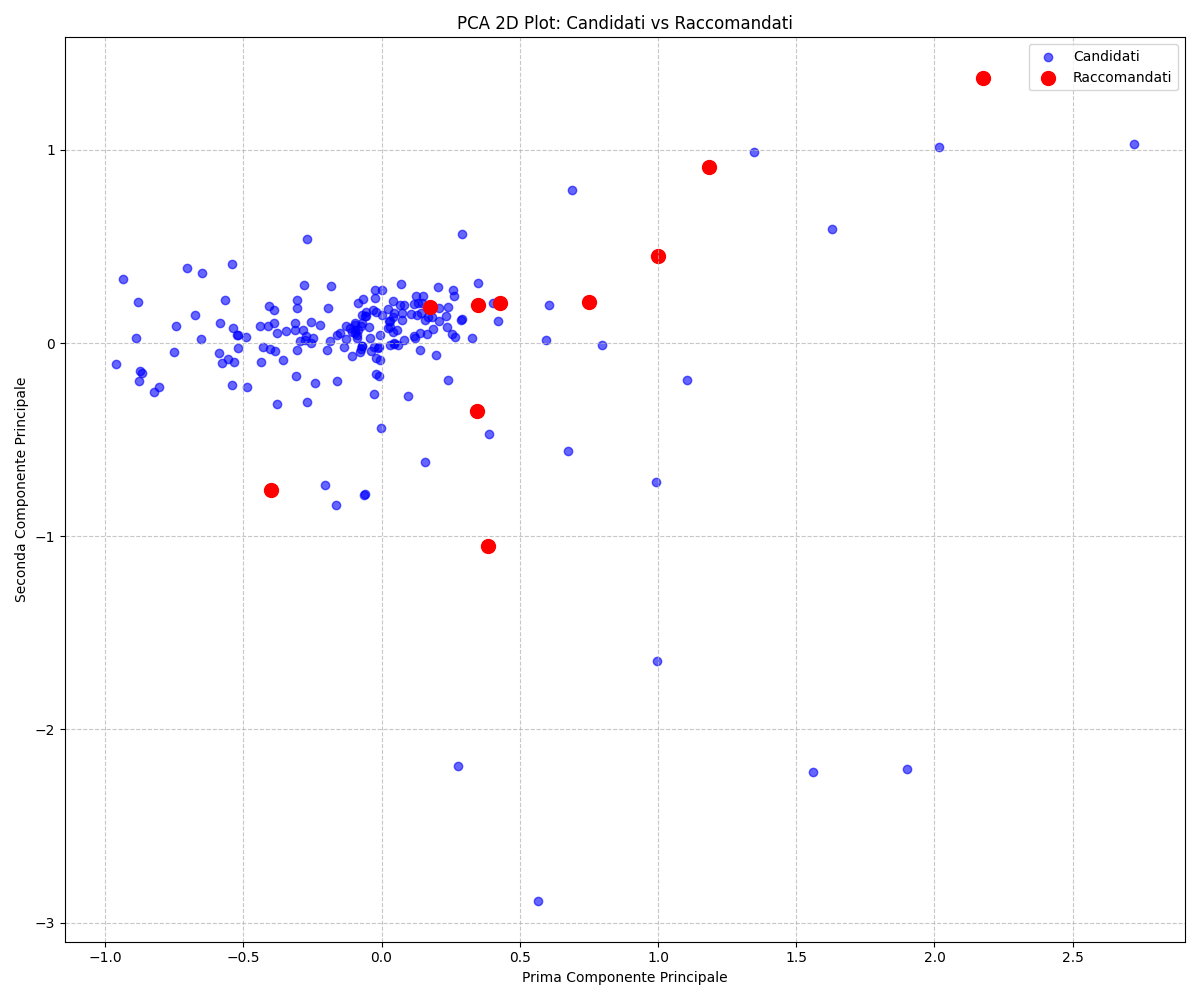 PCA 2D Plot: Candidati vs Raccomandati
Candidati
Raccomandati
1
0
−1
−2
−3
Seconda Componente Principale
−1.0 −0.5 0.0 0.5 1.0 1.5 2.0 2.5
Prima Componente Principale